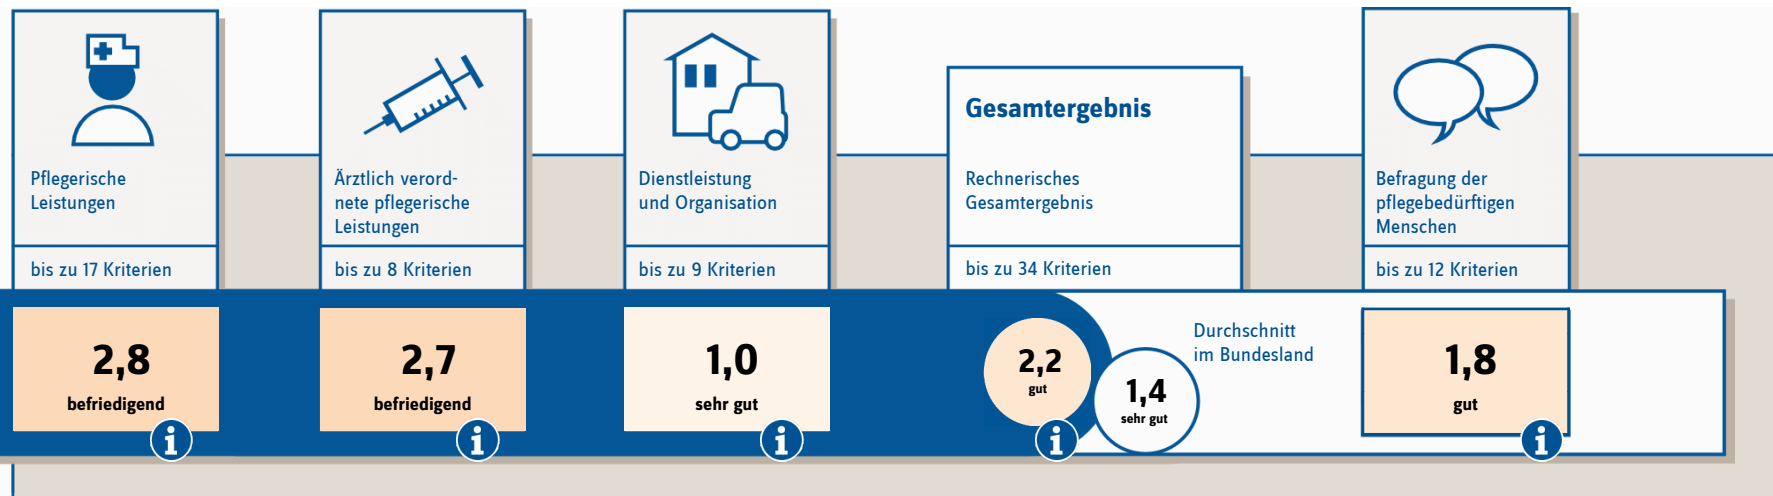 Pflegerische
Leistungen
bis zu 17 Kriterien
2,8
befriedigend
i
Ärztlich verord-
nete pflegerische
Leistungen
bis zu 8 Kriterien
2,7
befriedigend
i
Dienstleistung
und Organisation
bis zu 9 Kriterien
1,0
sehr gut
i
Gesamtergebnis
Rechnerisches
Gesamtergebnis
bis zu 34 Kriterien
2,2
gut
i
Durchschnitt
im Bundesland
1,4
sehr gut
Befragung der
pflegebedürftigen
Menschen
bis zu 12 Kriterien
1,8
gut
i